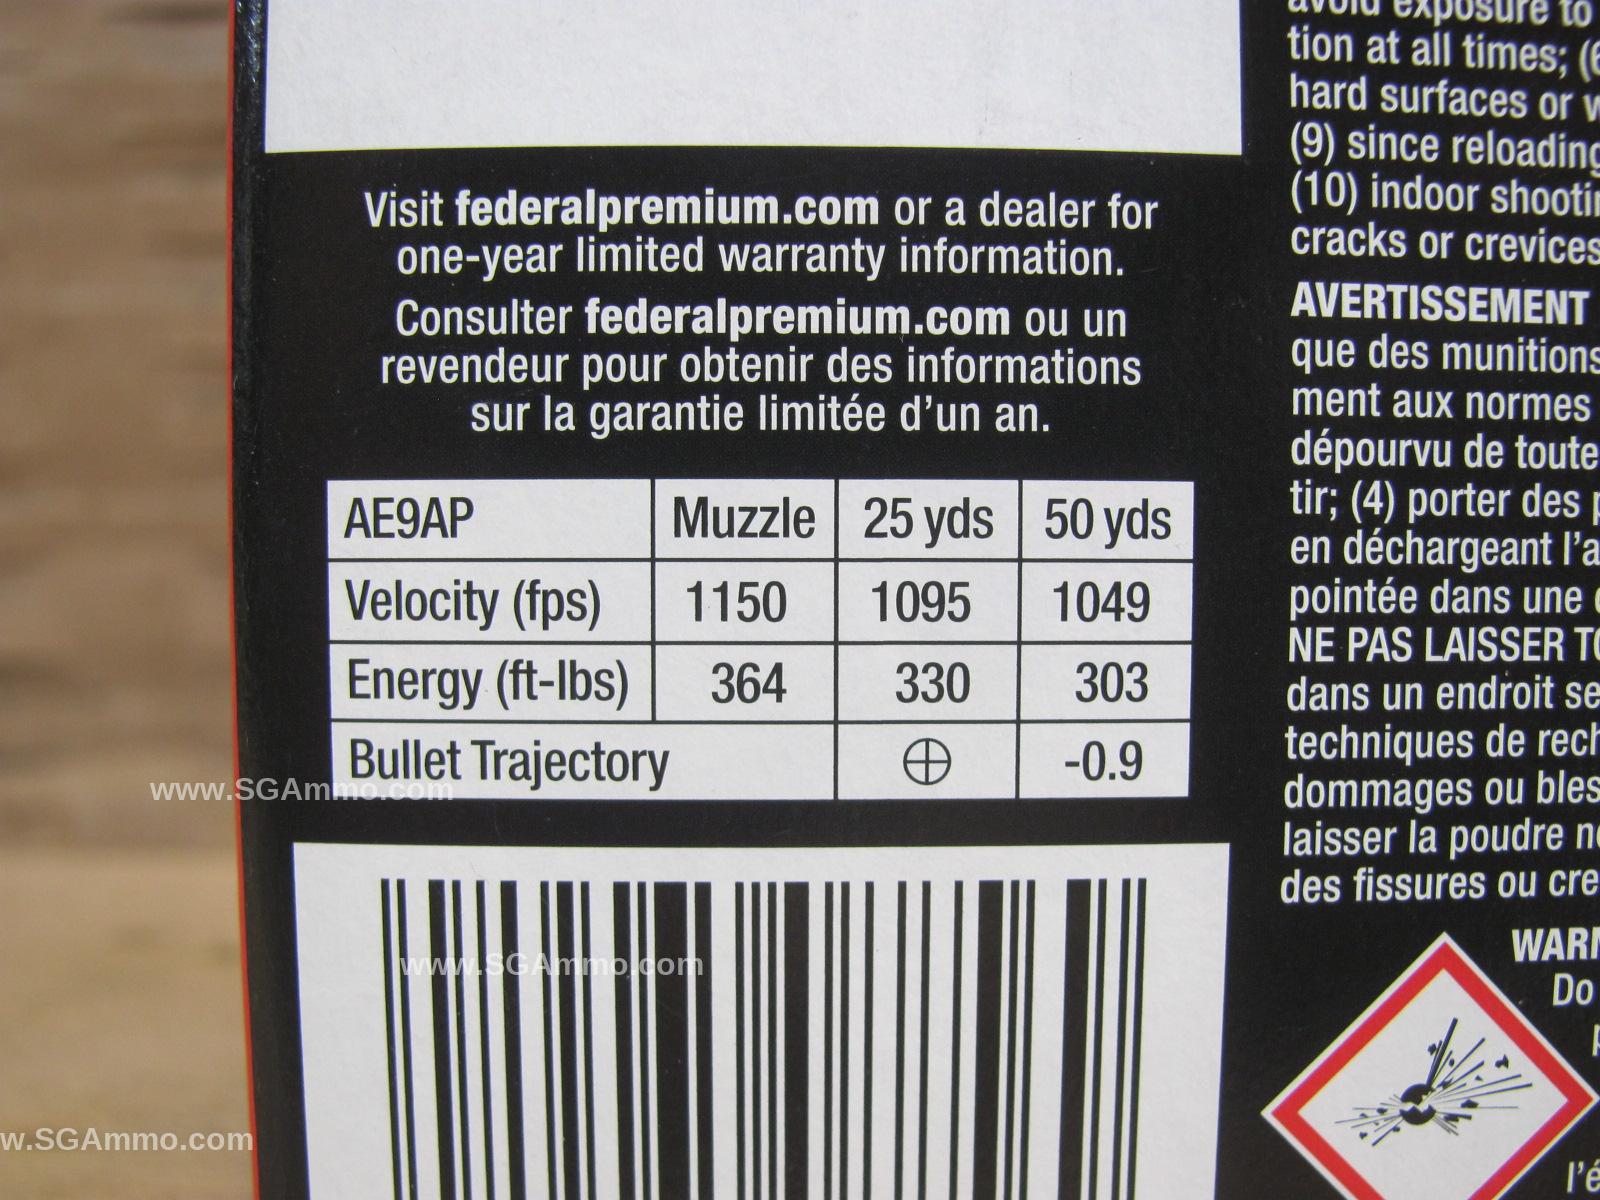 Visit federalpremium.com or a dealer for
one-year limited warranty information.
Consulter federalpremium.com ou un
revendeur pour obtenir des informations
sur la garantie limitée d'un an.
AE9AP Muzzle 25 yds 50 yds
Velocity (fps) 1150 1095 1049
Energy (ft-lbs) 364 330 303
Bullet Trajectory -0.9
www.SGAmmo.com
www.SGAmmo.com
w.SGAmmo.com
avoid exposure to
tion at all times; (6
hard surfaces or w
(9) since reloading
(10) indoor shootin
cracks or crevices
AVERTISSEMENT
que des munitions
ment aux normes
dépourvu de toute
tir; (4) porter des p
en déchargeant l'a
pointée dans une
NE PAS LAISSER TO
dans un endroit se
techniques de rech
dommages ou bles
laisser la poudre no
des fissures ou cre
WARN
Do
l'é